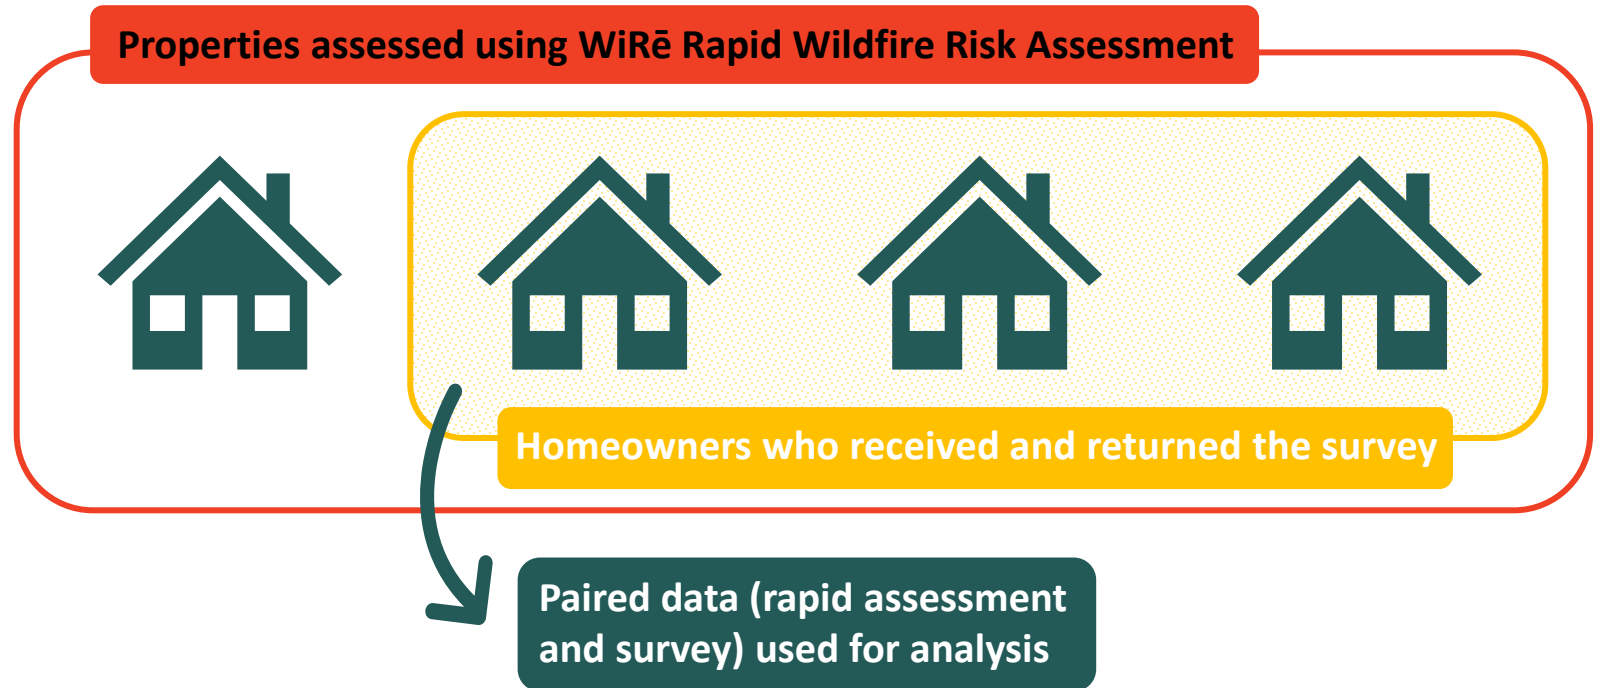 Properties assessed using WiRē Rapid Wildfire Risk Assessment
Homeowners who received and returned the survey
Paired data (rapid assessment
and survey) used for analysis